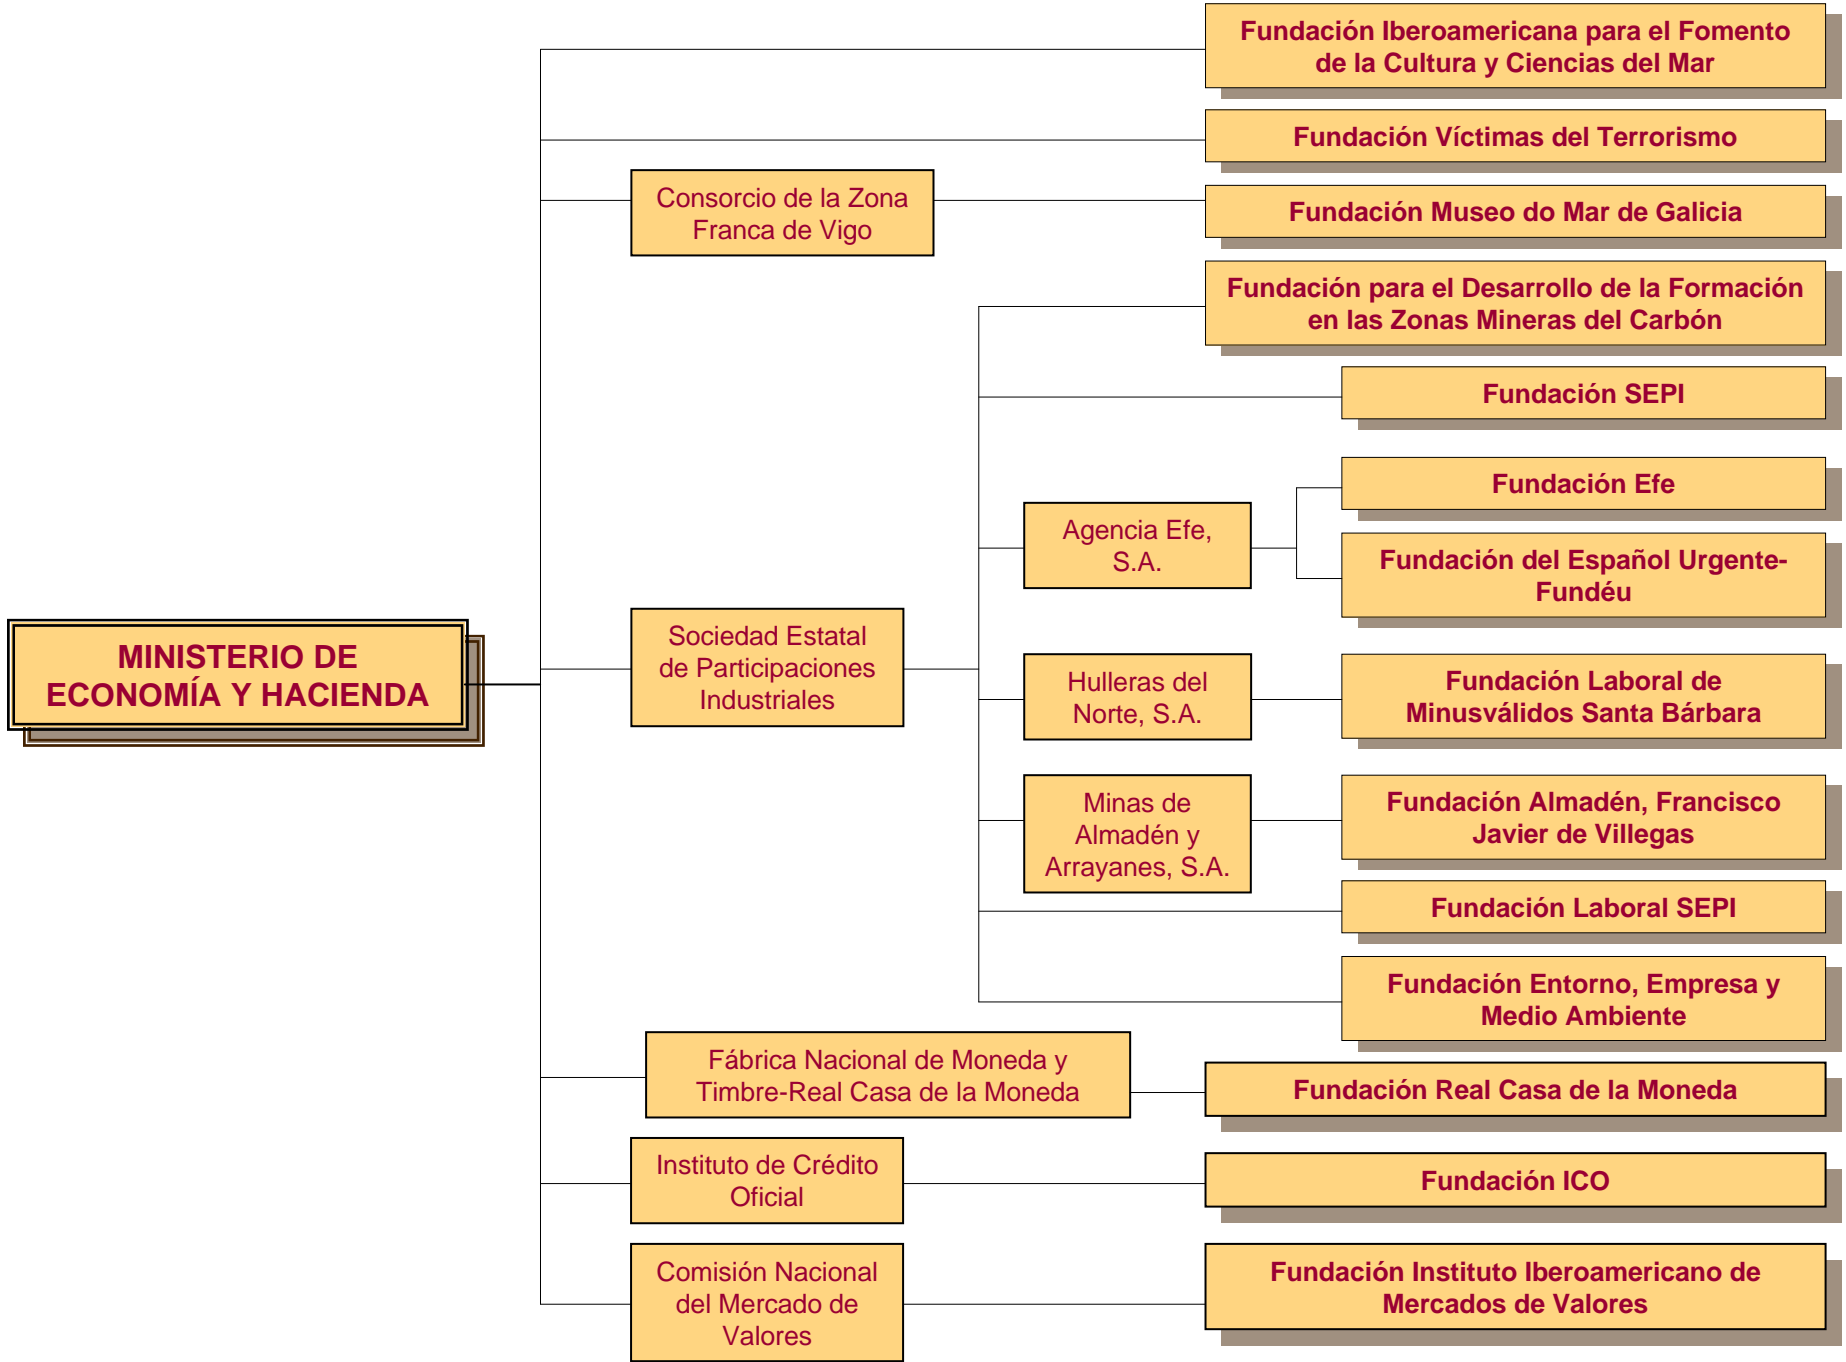 Fundación Iberoamericana para el Fomento
de la Cultura y Ciencias del Mar
Fundación Víctimas del Terrorismo
Consorcio de la Zona
Franca de Vigo
Fundación Museo do Mar de Galicia
Fundación para el Desarrollo de la Formación
en las Zonas Mineras del Carbón
Fundación SEPI
Fundación Efe
Agencia Efe,
S.A.
Fundación del Español Urgente-
Fundéu
MINISTERIO DE
ECONOMÍA Y HACIENDA
Sociedad Estatal
de Participaciones
Industriales
Hulleras del
Norte, S.A.
Fundación Laboral de
Minusválidos Santa Bárbara
Minas de
Almadén y
Arrayanes, S.A.
Fundación Almadén, Francisco
Javier de Villegas
Fundación Laboral SEPI
Fundación Entorno, Empresa y
Medio Ambiente
Fábrica Nacional de Moneda y
Timbre-Real Casa de la Moneda
Fundación Real Casa de la Moneda
Instituto de Crédito
Oficial
Fundación ICO
Comisión Nacional
del Mercado de
Valores
Fundación Instituto Iberoamericano de
Mercados de Valores